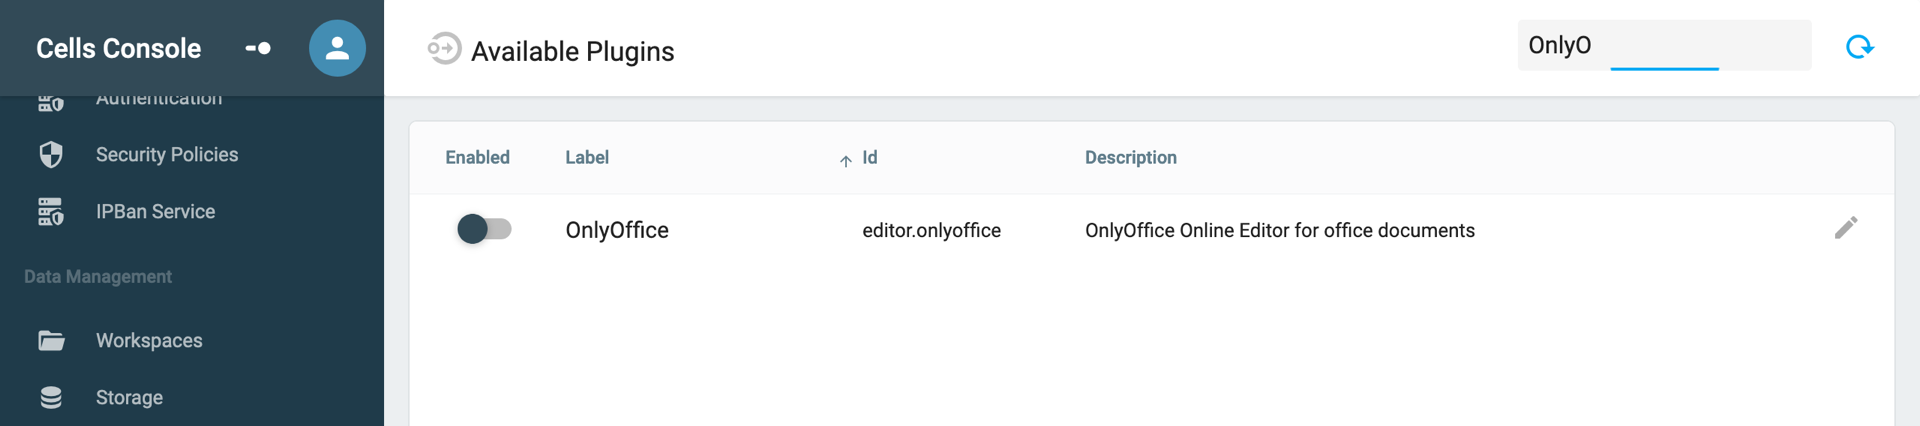 Cells Console
Authentication
Security Policies
IPBan Service
Data Management
Workspaces
Storage
Available Plugins
OnlyO
Enabled Label Id Description
OnlyOffice editor.onlyoffice OnlyOffice Online Editor for office documents